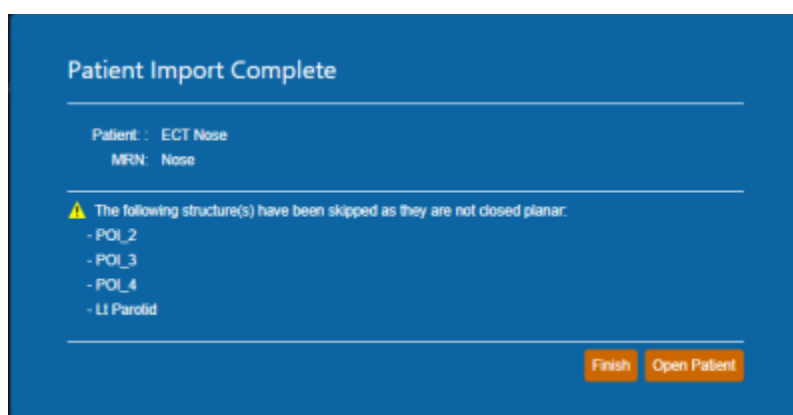 Patient Import Complete
Patient: : ECT Nose
MRN: Nose
The following structure(s) have been skipped as they are not closed planar:
- POI_2
- POI_3
- POI_4
- Lt Parotid
Finish Open Patient